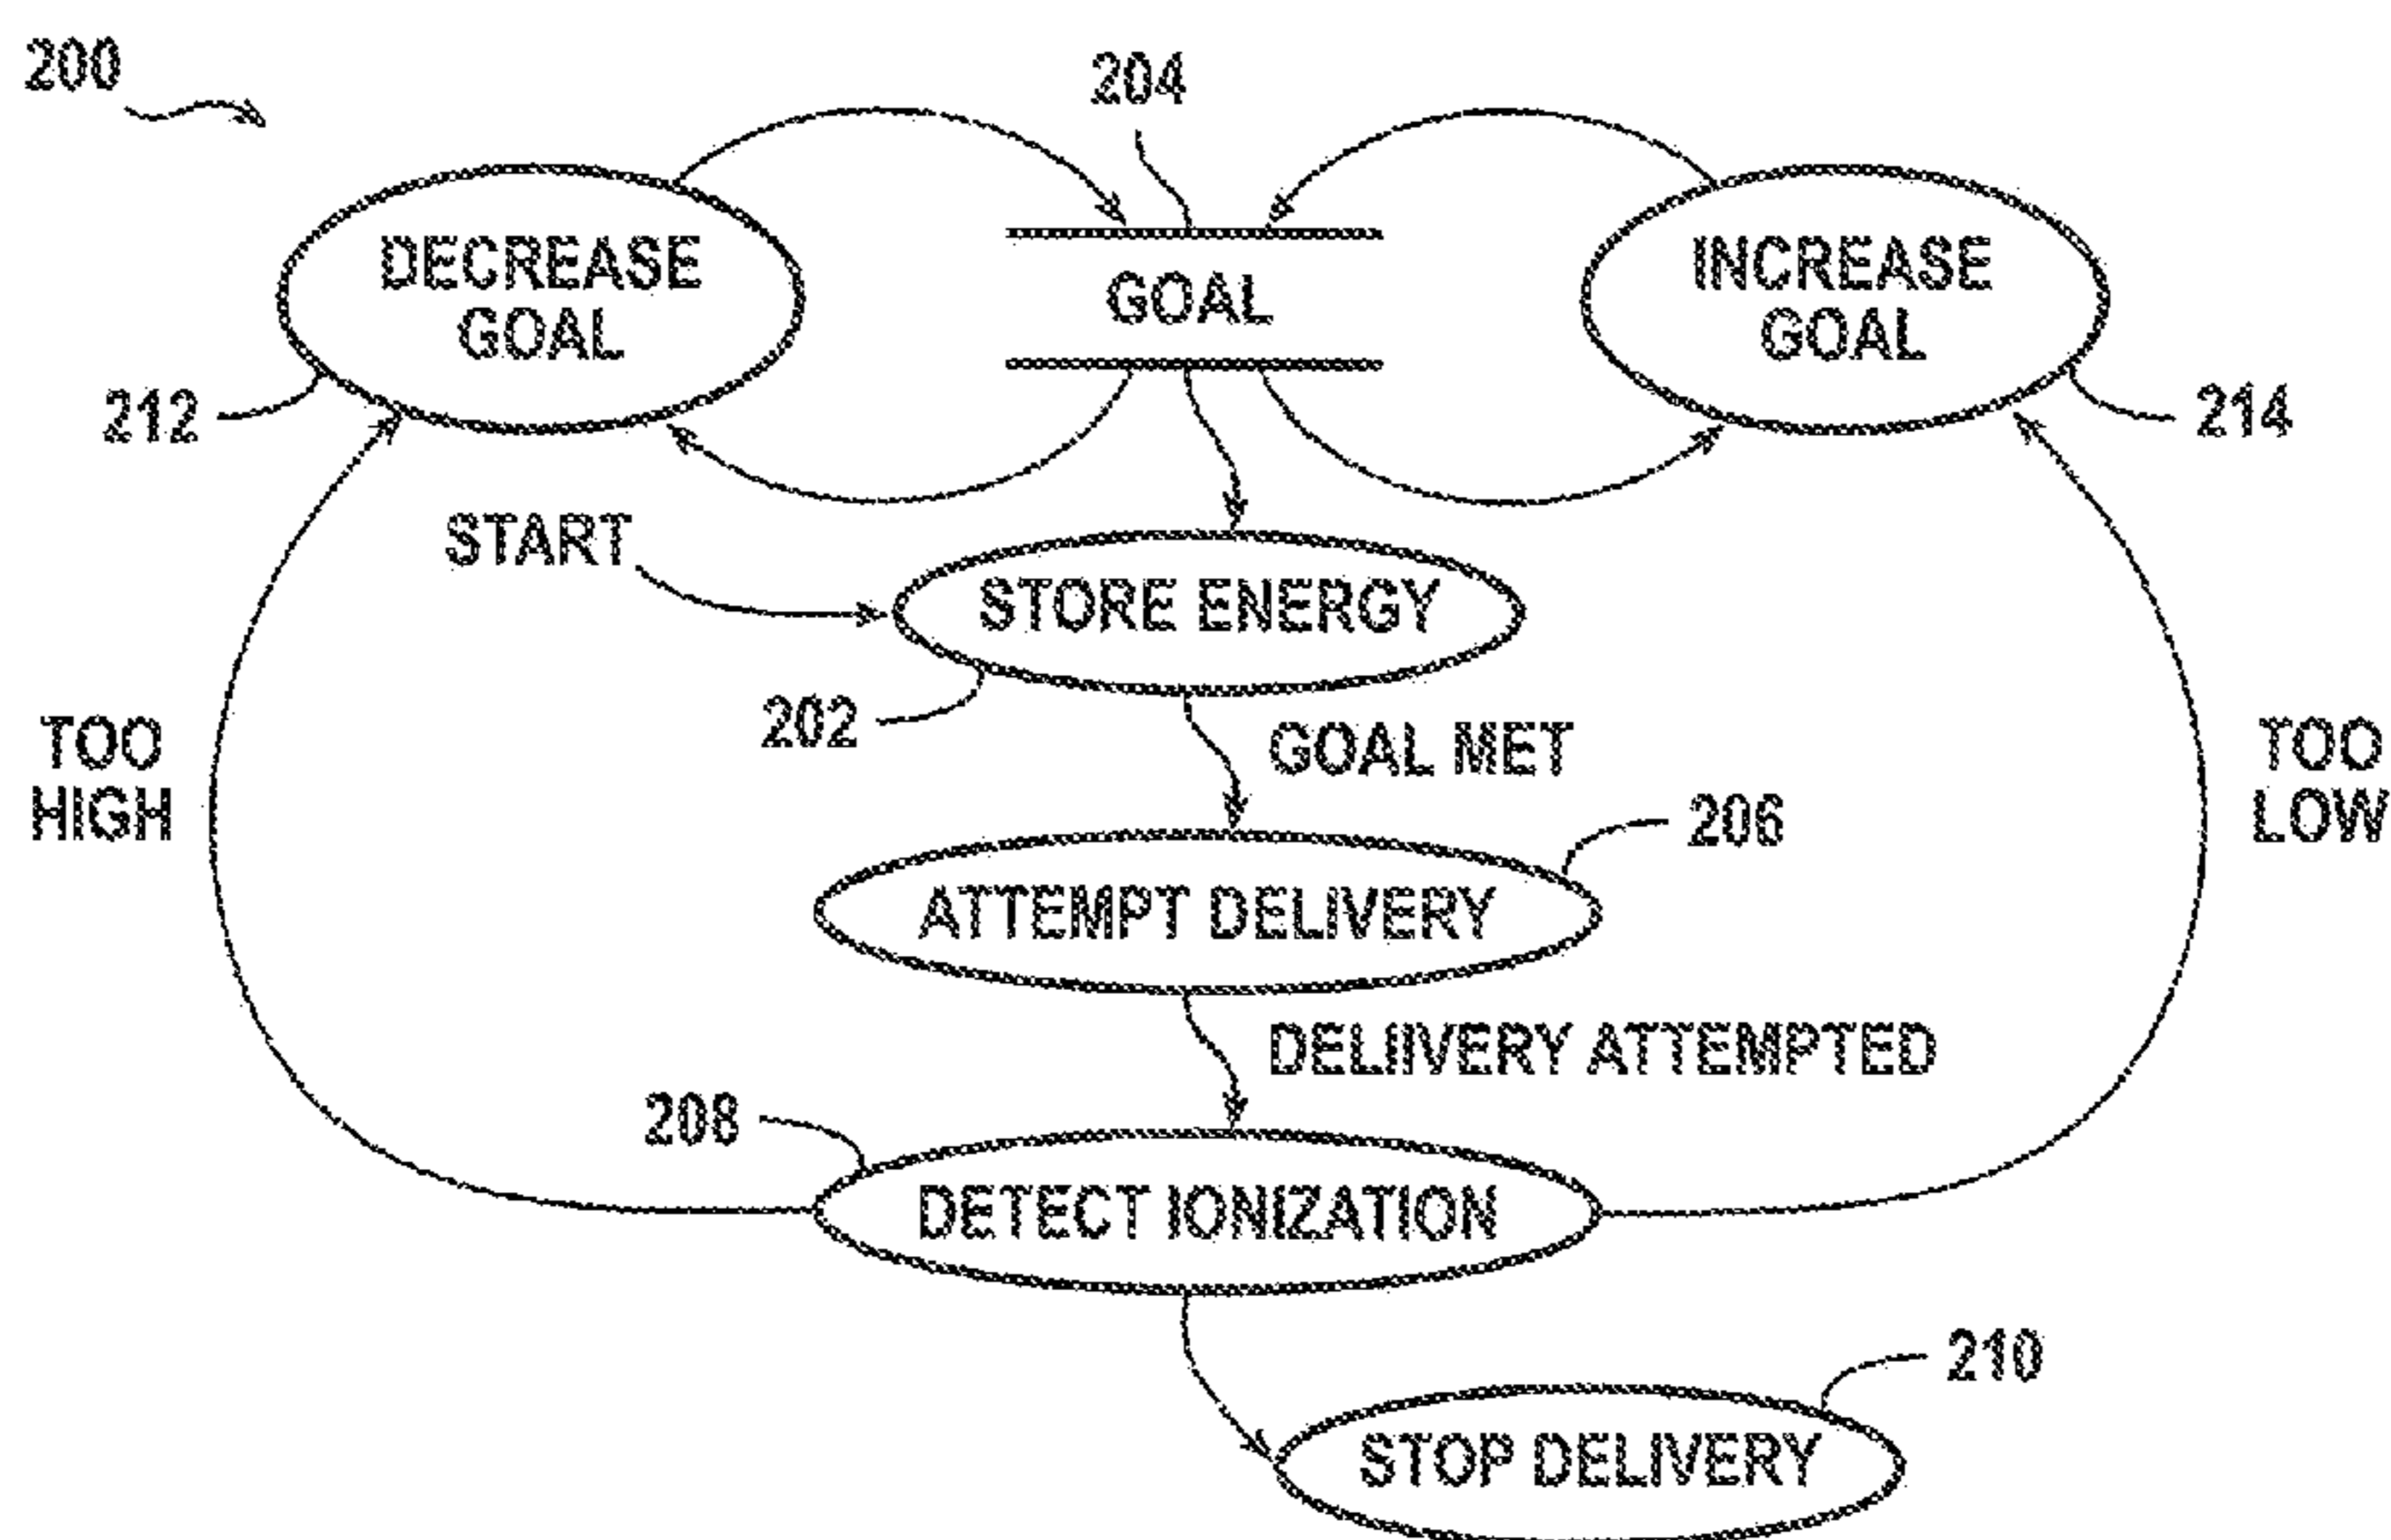 200
204
DECREASE
GOAL
GOAL
INCREASE
GOAL
212
214
START
STORE ENERGY
202
TOO
HIGH
GOAL MET
TOO
LOW
206
ATTEMPT DELIVERY
DELIIVERY ATTEMPTED
208
DETECT IONIZATION
210
STOP DELIVERY